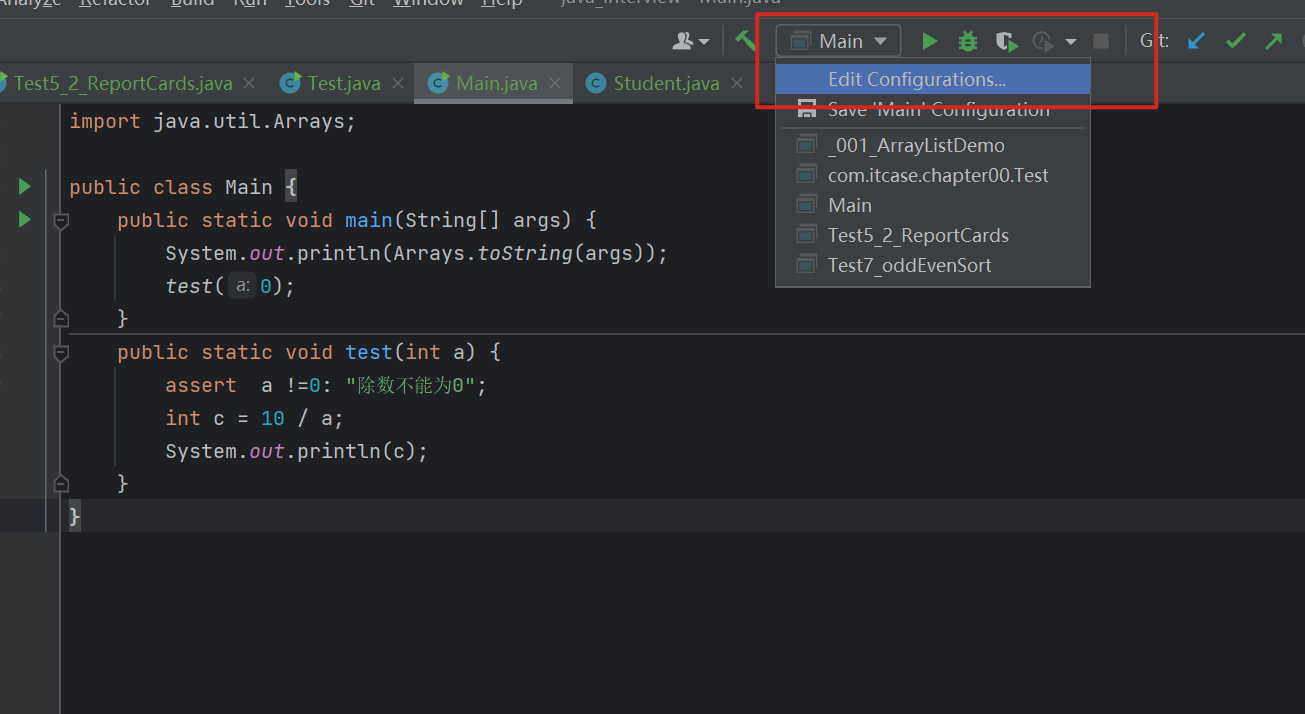 Analyze Refactor Build Run Tools Git Window Help java_interview - Main.java
Main Git:
Test5_2_ReportCards.java Test.java Main.java Student.java
Edit Configurations...
Save 'Main' Configuration
_001_ArrayListDemo
com.itcase.chapter00.Test
Main
Test5_2_ReportCards
Test7_oddEvenSort
import java.util.Arrays;
public class Main {
public static void main(String[] args) {
System.out.println(Arrays.toString(args));
test( a: 0);
}
public static void test(int a) {
assert  a !=0: "除数不能为0";
int c = 10 / a;
System.out.println(c);
}
}